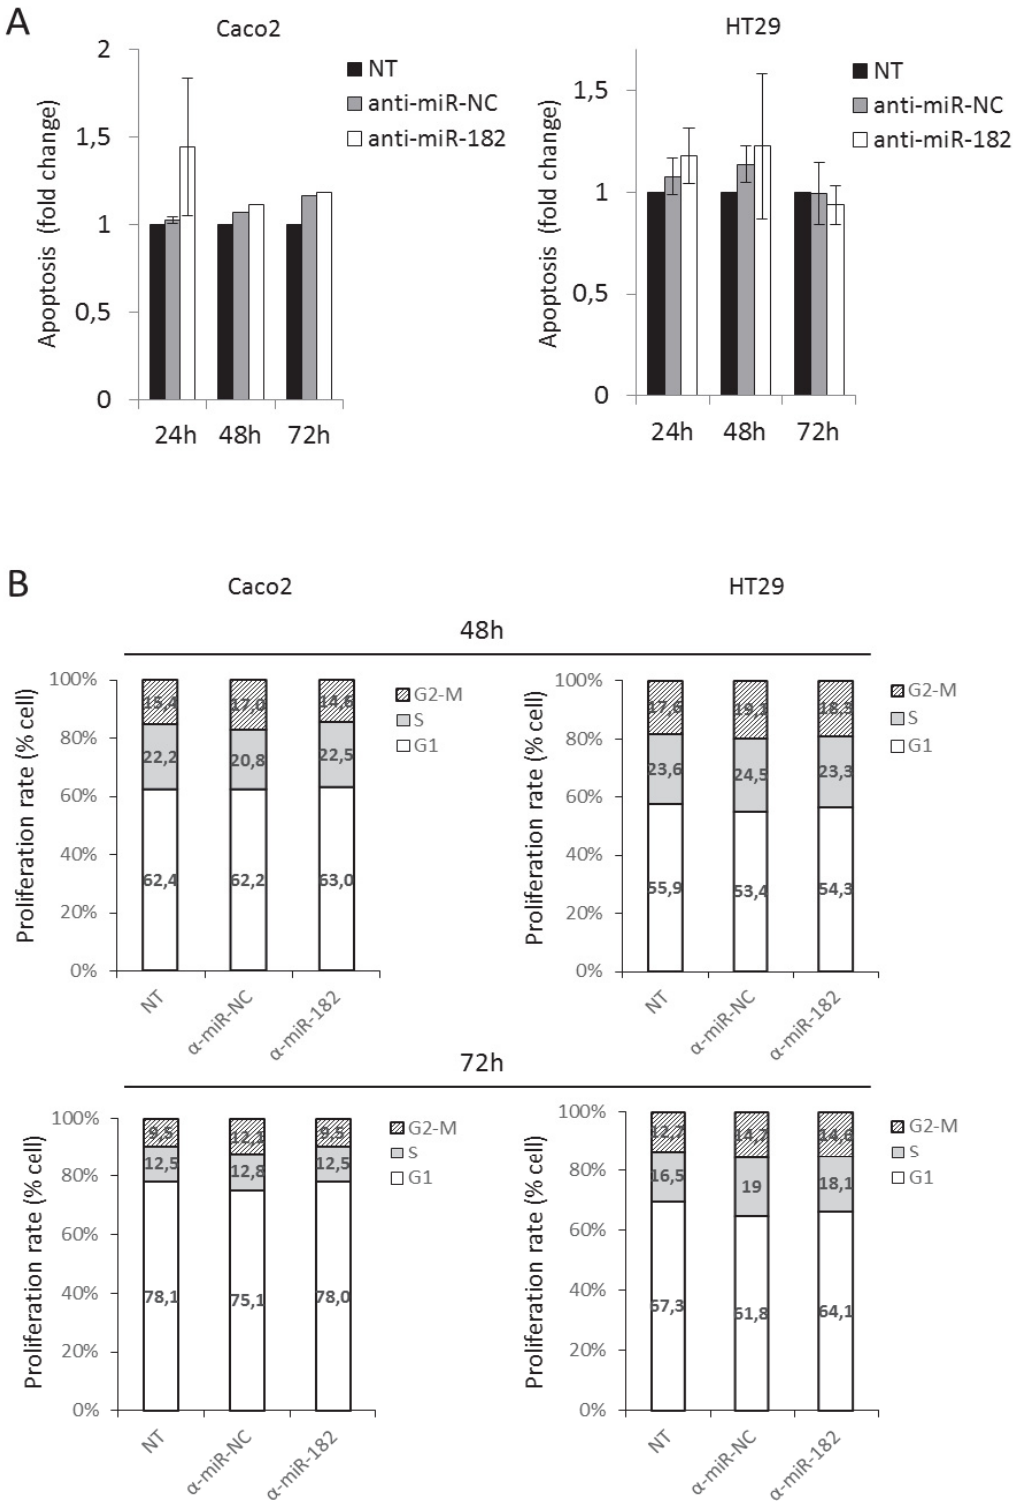 A
Caco2
HT29
2
1,5
1
0,5
0
Apoptosis (fold change)
NT
anti-miR-NC
anti-miR-182
24h 48h 72h
1,5
1
0,5
0
Apoptosis (fold change)
NT
anti-miR-NC
anti-miR-182
24h 48h 72h
B
Caco2
HT29
48h
Proliferation rate (% cell)
100%
80%
60%
40%
20%
0%
15,4 17,0 14,6
22,2 20,8 22,5
62,4 62,2 63,0
NT α-miR-NC α-miR-182
G2-M
S
G1
Proliferation rate (% cell)
100%
80%
60%
40%
20%
0%
17,6 19,1 18,3
23,6 24,5 23,3
55,9 53,4 54,3
NT α-miR-NC α-miR-182
G2-M
S
G1
72h
Proliferation rate (% cell)
100%
80%
60%
40%
20%
0%
9,5 12,1 9,5
12,5 12,8 12,5
78,1 75,1 78,0
NT α-miR-NC α-miR-182
G2-M
S
G1
Proliferation rate (% cell)
100%
80%
60%
40%
20%
0%
12,7 14,7 14,6
16,5 19 18,1
67,3 61,8 64,1
NT α-miR-NC α-miR-182
G2-M
S
G1